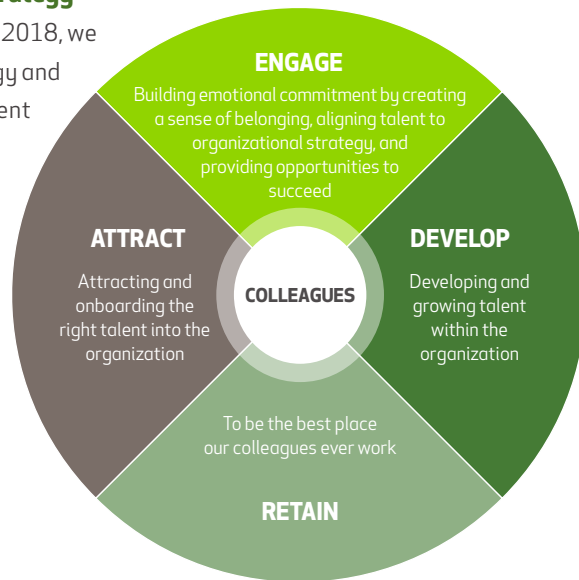 strategy
2018, we
gy and
ent
ENGAGE
Building emotional commitment by creating
a sense of belonging, aligning talent to
organizational strategy, and
providing opportunities to
succeed
ATTRACT
Attracting and
onboarding the
right talent into the
organization
COLLEAGUES
DEVELOP
Developing and
growing talent
within the
organization
To be the best place
our colleagues ever work
RETAIN